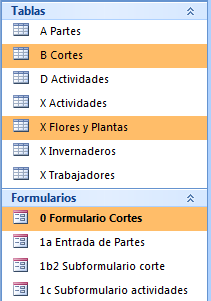 Tablas
A Partes
B Cortes
D Actividades
X Actividades
X Flores y Plantas
X Invernaderos
X Trabajadores
Formularios
0 Formulario Cortes
1a Entrada de Partes
1b2 Subformulario corte
1c Subformulario actividades